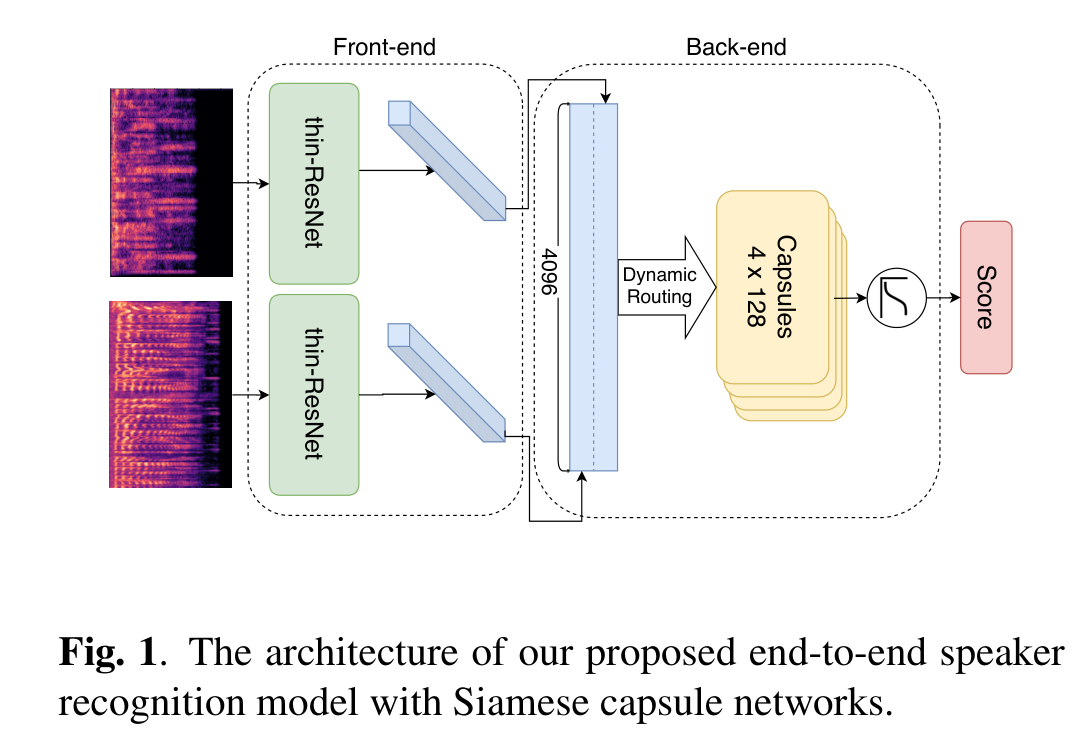 Front-end
Back-end
thin-ResNet
thin-ResNet
4096
Dynamic
Routing
Capsules
4 x 128
Score
Fig. 1. The architecture of our proposed end-to-end speaker
recognition model with Siamese capsule networks.